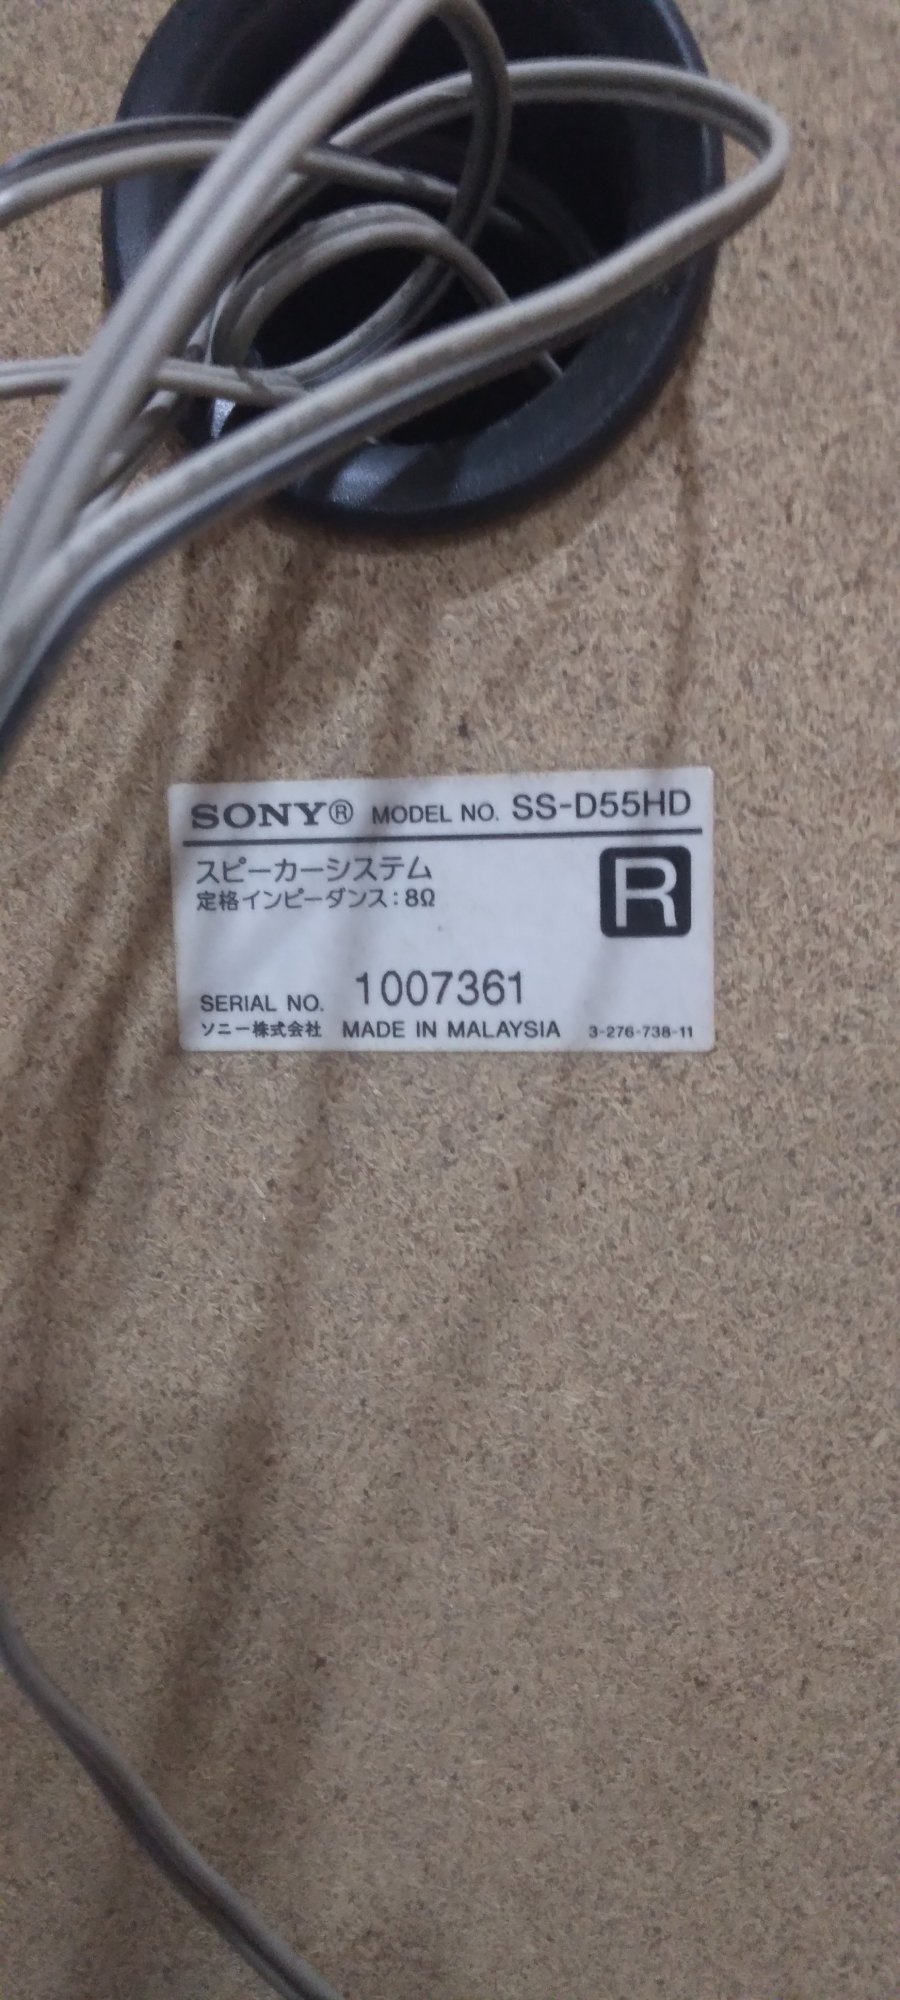 SONY® MODEL NO. SS-D55HD
スピーカーシステム
定格インピーダンス:8Ω
R
SERIAL NO. 1007361
ソニー株式会社 MADE IN MALAYSIA 3-276-738-11